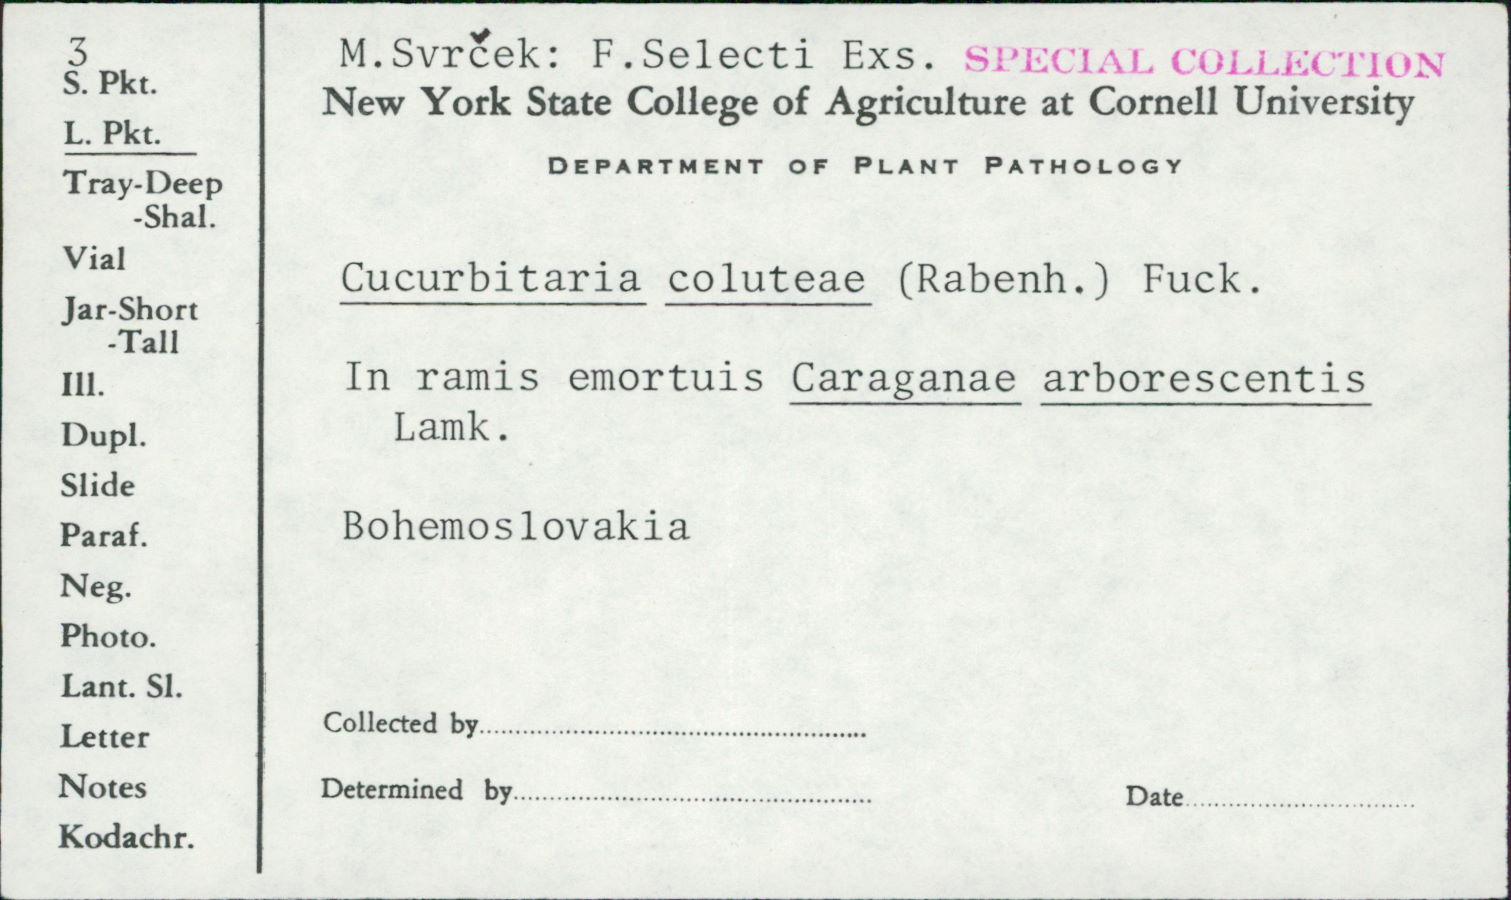 3
S. Pkt.
L. Pkt.
Tray-Deep
-Shal.
Vial
Jar-Short
-Tall
Ill.
Dupl.
Slide
Paraf.
Neg.
Photo.
Lant. Sl.
Letter
Notes
Kodachr.
M.Svrček: F.Selecti Exs. SPECIAL COLLECTION
New York State College of Agriculture at Cornell University
DEPARTMENT OF PLANT PATHOLOGY
Cucurbitaria coluteae (Rabenh.) Fuck.
In ramis emortuis Caraganae arborescentis
Lamk.
Bohemoslovakia
Collected by
Determined by
Date